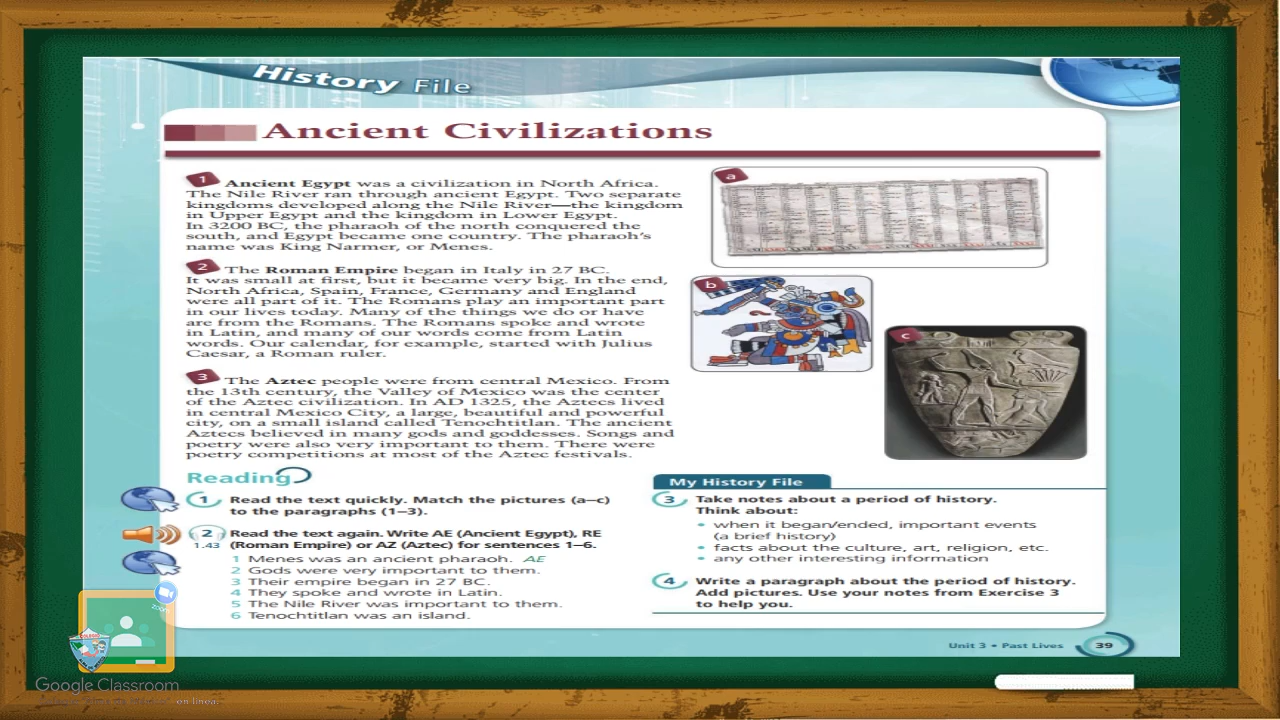 History File
Ancient Civilizations
1 Ancient Egypt was a civilization in North Africa.
The Nile River ran through ancient Egypt. Two separate
kingdoms developed along the Nile River—the kingdom
in Upper Egypt and the kingdom in Lower Egypt.
In 3200 BC, the pharaoh of the north conquered the
south, and Egypt became one country. The pharaoh's
name was King Narmer, or Menes.
2 The Roman Empire began in Italy in 27 BC.
It was small at first, but it became very big. In the end,
North Africa, Spain, France, Germany and England
were all part of it. The Romans play an important part
in our lives today. Many of the things we do or have
are from the Romans. The Romans spoke and wrote
in Latin, and many of our words come from Latin
words. Our calendar, for example, started with Julius
Caesar, a Roman ruler.
3 The Aztec people were from central Mexico. From
the 13th century, the Valley of Mexico was the center
of the Aztec civilization. In AD 1325, the Aztecs lived
in central Mexico City, a large, beautiful and powerful
city, on a small island called Tenochtitlan. The ancient
Aztecs believed in many gods and goddesses. Songs and
poetry were also very important to them. There were
poetry competitions at most of the Aztec festivals.
a
b
c
Reading
1 Read the text quickly. Match the pictures (a–c)
to the paragraphs (1–3).
2 Read the text again. Write AE (Ancient Egypt), RE
1.43 (Roman Empire) or AZ (Aztec) for sentences 1–6.
1 Menes was an ancient pharaoh. AE
2 Gods were very important to them.
3 Their empire began in 27 BC.
4 They spoke and wrote in Latin.
5 The Nile River was important to them.
6 Tenochtitlan was an island.
My History File
3 Take notes about a period of history.
Think about:
• when it began/ended, important events
(a brief history)
• facts about the culture, art, religion, etc.
• any other interesting information
4 Write a paragraph about the period of history.
Add pictures. Use your notes from Exercise 3
to help you.
Unit 3 • Past Lives 39
zoom
Google Classroom
on línea.